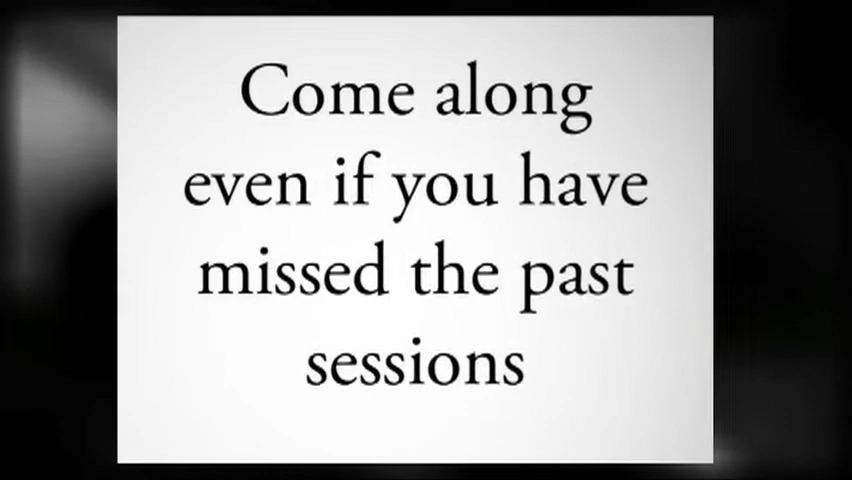 Come along
even if you have
missed the past
sessions